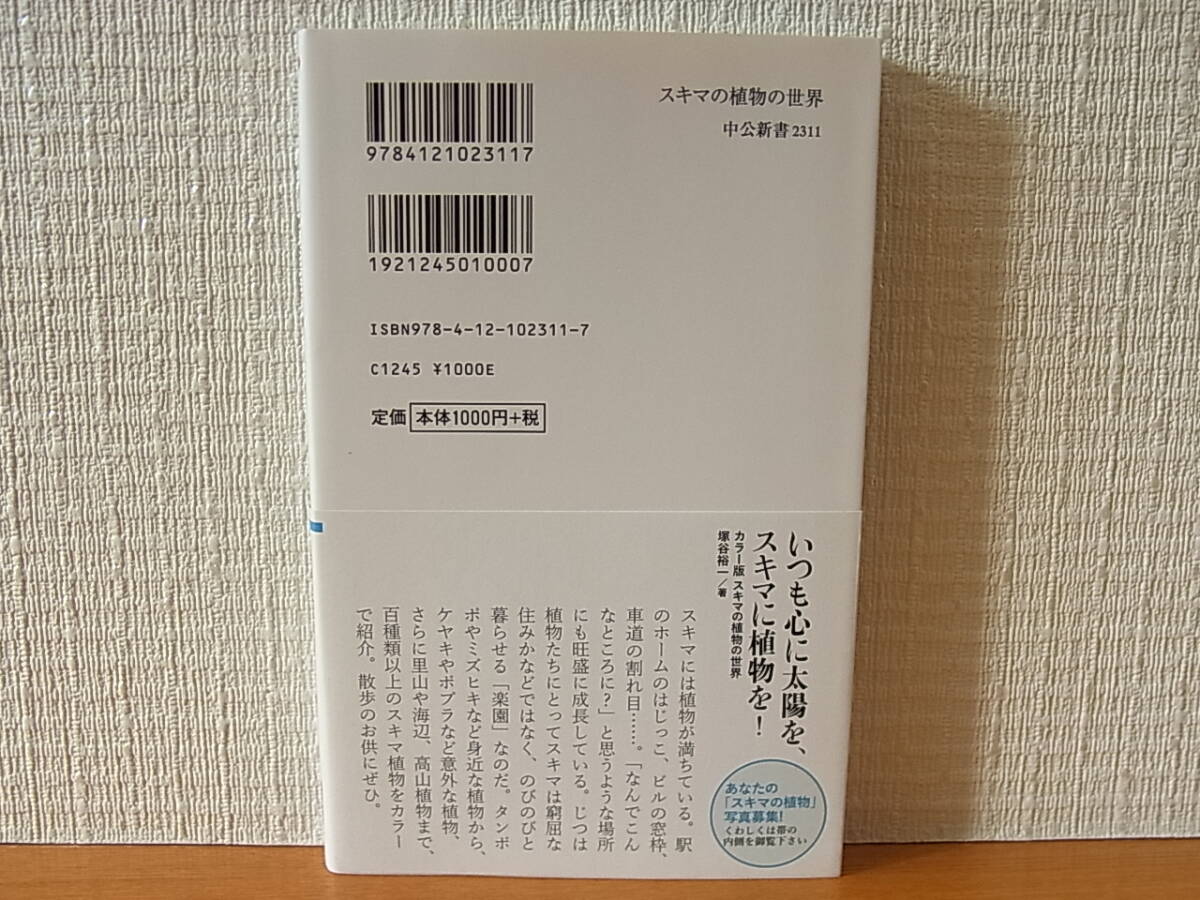 9784121023117
1921245010007
ISBN978-4-12-102311-7
C1245 ¥1000E
定価 本体1000円+税
スキマの植物の世界
中公新書 2311
いつも心に太陽を、
スキマに植物を!
カラー版 スキマの植物の世界
塚谷裕一/著
スキマには植物が満ちている。駅
のホームのはじっこ、ビルの窓枠、
車道の割れ目……。「なんでこん
なところに?」と思うような場所
にも旺盛に成長している。じつは
植物たちにとってスキマは窮屈な
住みかなどではなく、のびのびと
暮らせる「楽園」なのだ。タンポ
ポやミズヒキなど身近な植物から、
ケヤキやポプラなど意外な植物、
さらに里山や海辺、高山植物まで、
百種類以上のスキマ植物をカラー
で紹介。散歩のお供にぜひ。
あなたの
「スキマの植物」
写真募集!
くわしくは帯の
内側を御覧下さい